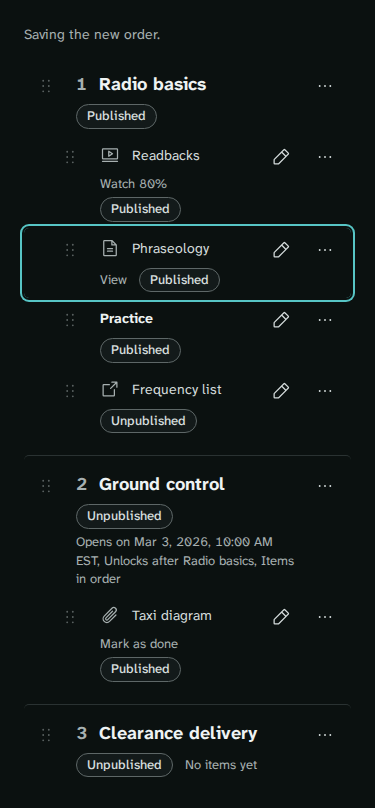 Saving the new order.
1 Radio basics
Published
Readbacks
Watch 80%
Published
Phraseology
View Published
Practice
Published
Frequency list
Unpublished
2 Ground control
Unpublished
Opens on Mar 3, 2026, 10:00 AM
EST, Unlocks after Radio basics, Items
in order
Taxi diagram
Mark as done
Published
3 Clearance delivery
Unpublished No items yet